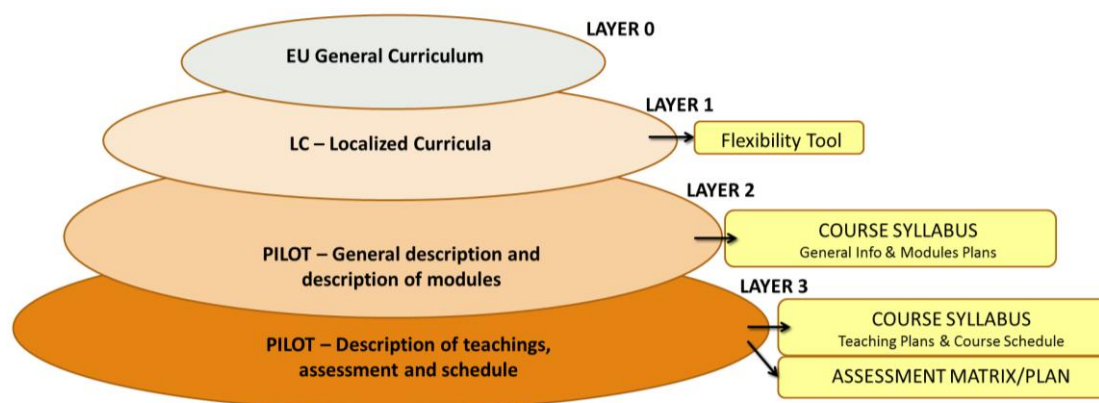 LAYER 0
EU General Curriculum
LAYER 1
LC – Localized Curricula
Flexibility Tool
LAYER 2
PILOT – General description and
description of modules
COURSE SYLLABUS
General Info & Modules Plans
LAYER 3
PILOT – Description of teachings,
assessment and schedule
COURSE SYLLABUS
Teaching Plans & Course Schedule
ASSESSMENT MATRIX/PLAN